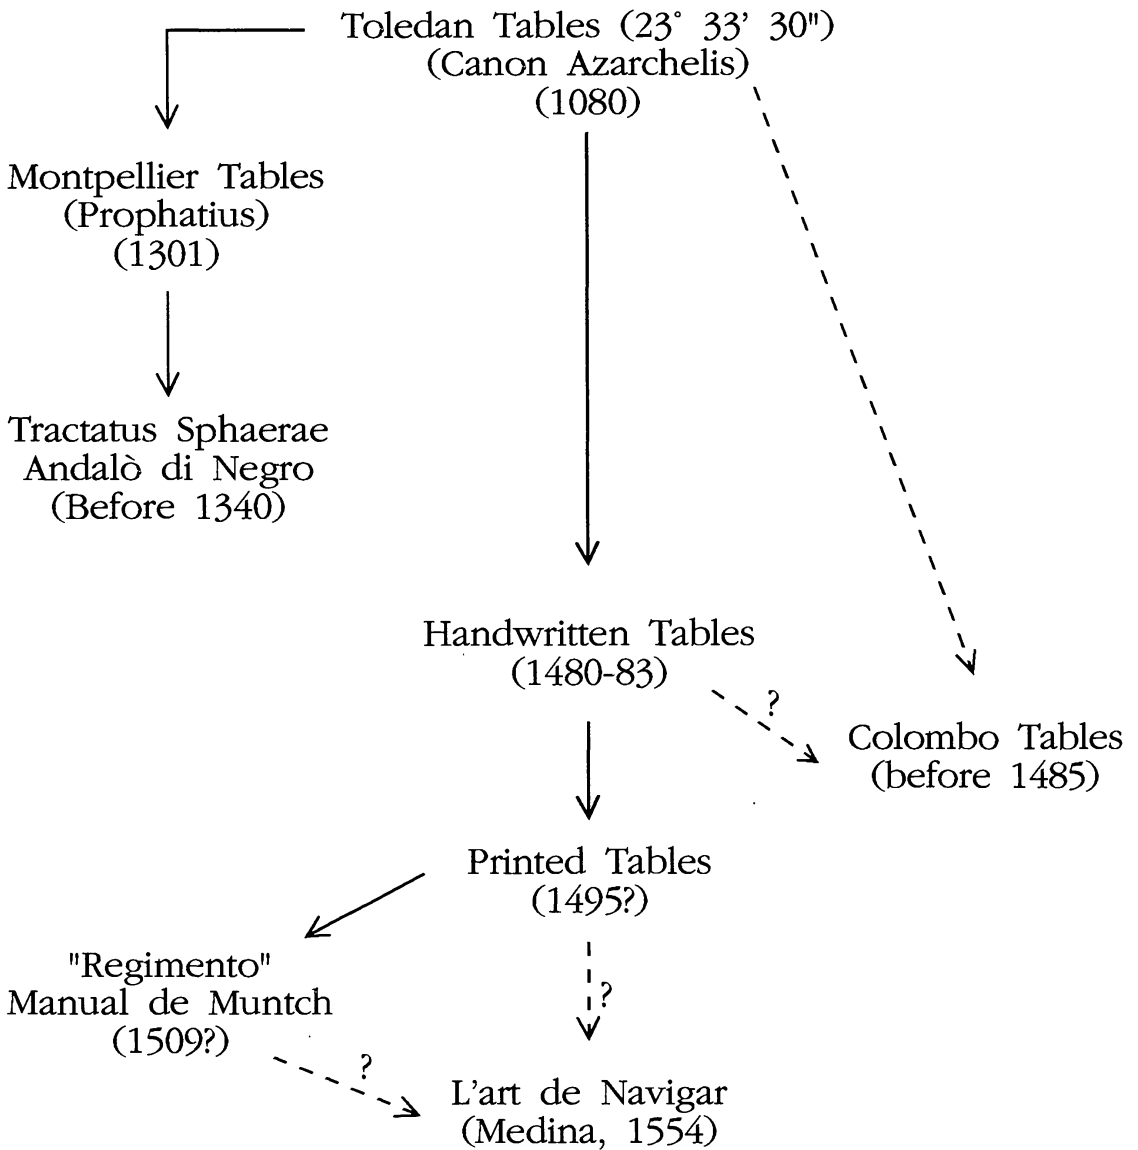 Toledan Tables (23° 33' 30")
(Canon Azarchelis)
(1080)
Montpellier Tables
(Prophatius)
(1301)
Tractatus Sphaerae
Andalò di Negro
(Before 1340)
Handwritten Tables
(1480-83)
?
Colombo Tables
(before 1485)
Printed Tables
(1495?)
"Regimento"
Manual de Muntch
(1509?)
?
?
L'art de Navigar
(Medina, 1554)